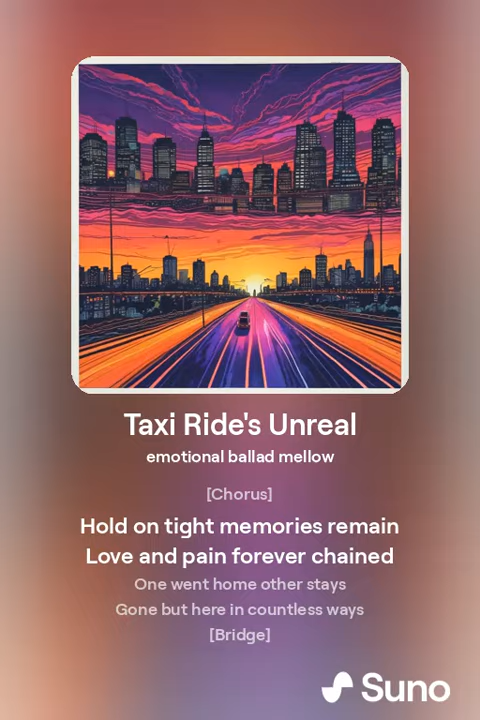 Taxi Ride's Unreal
emotional ballad mellow
[Chorus]
Hold on tight memories remain
Love and pain forever chained
One went home other stays
Gone but here in countless ways
[Bridge]
Suno